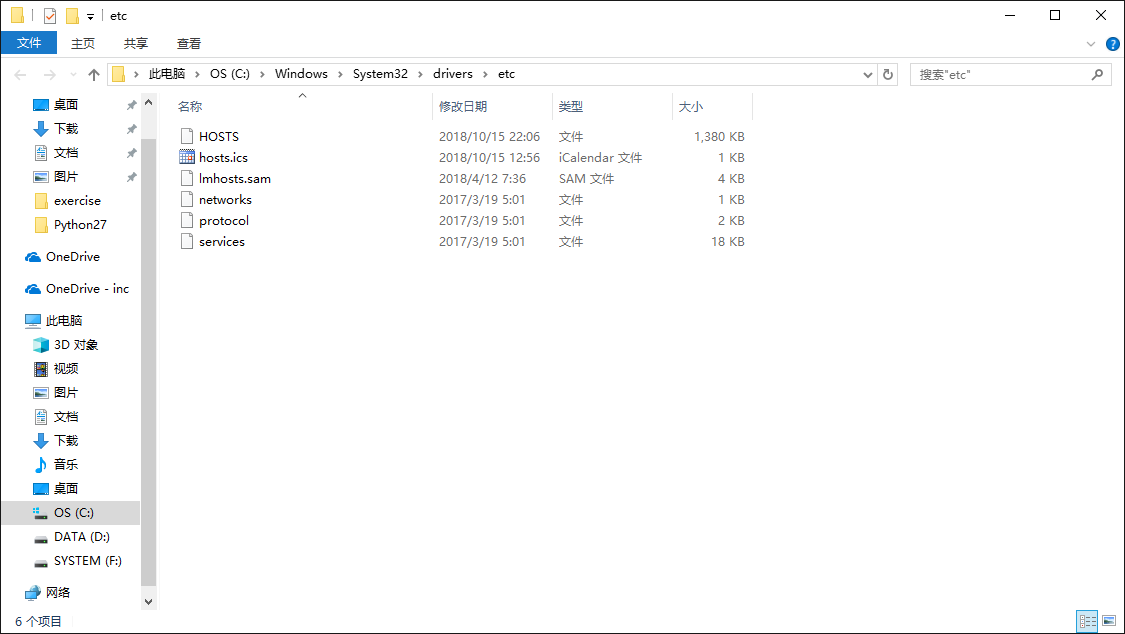 etc
文件 主页 共享 查看
此电脑 › OS (C:) › Windows › System32 › drivers › etc 搜索"etc"
桌面
下载
文档
图片
exercise
Python27
OneDrive
OneDrive - inc
此电脑
3D 对象
视频
图片
文档
下载
音乐
桌面
OS (C:)
DATA (D:)
SYSTEM (F:)
网络
名称 修改日期 类型 大小
HOSTS 2018/10/15 22:06 文件 1,380 KB
hosts.ics 2018/10/15 12:56 iCalendar 文件 1 KB
lmhosts.sam 2018/4/12 7:36 SAM 文件 4 KB
networks 2017/3/19 5:01 文件 1 KB
protocol 2017/3/19 5:01 文件 2 KB
services 2017/3/19 5:01 文件 18 KB
6 个项目